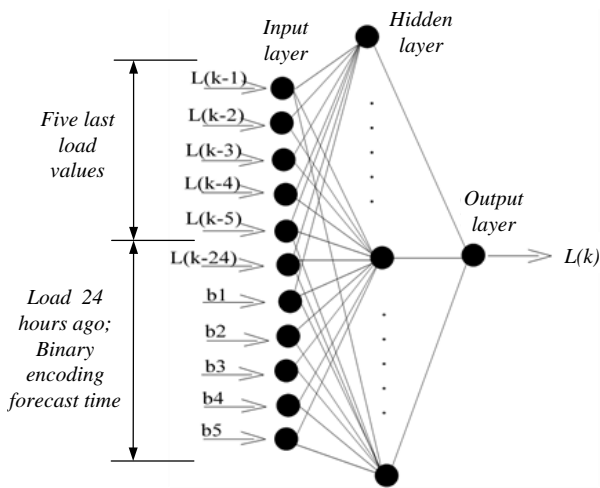 Input
layer
Hidden
layer
L(k-1)
L(k-2)
L(k-3)
L(k-4)
L(k-5)
L(k-24)
b1
b2
b3
b4
b5
Five last
load
values
Load 24
hours ago;
Binary
encoding
forecast time
Output
layer
L(k)